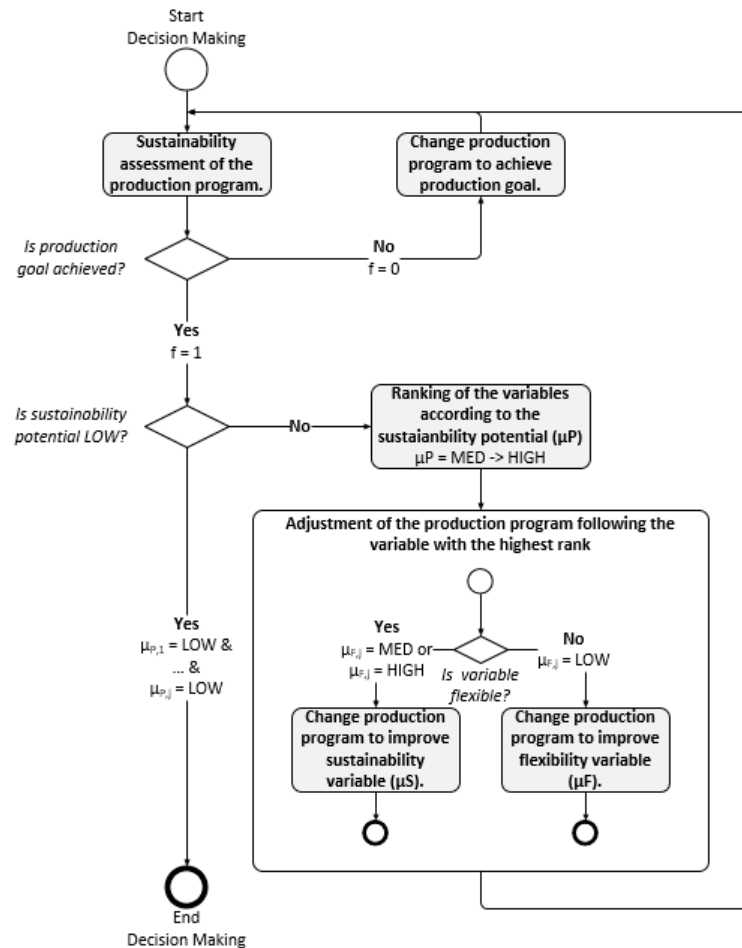 Start
Decision Making
Sustainability
assessment of the
production program.
Change production
program to achieve
production goal.
Is production
goal achieved?
No
f = 0
Yes
f = 1
Is sustainability
potential LOW?
No
Ranking of the variables
according to the
sustaianbility potential (μP)
μP = MED -> HIGH
Adjustment of the production program following the
variable with the highest rank
Yes
μF,j = MED or
μF,j = HIGH
Is variable
flexible?
No
μF,j = LOW
Yes
μP,1 = LOW &
... &
μP,j = LOW
Change production
program to improve
sustainability
variable (μS).
Change production
program to improve
flexibility variable
(μF).
End
Decision Making